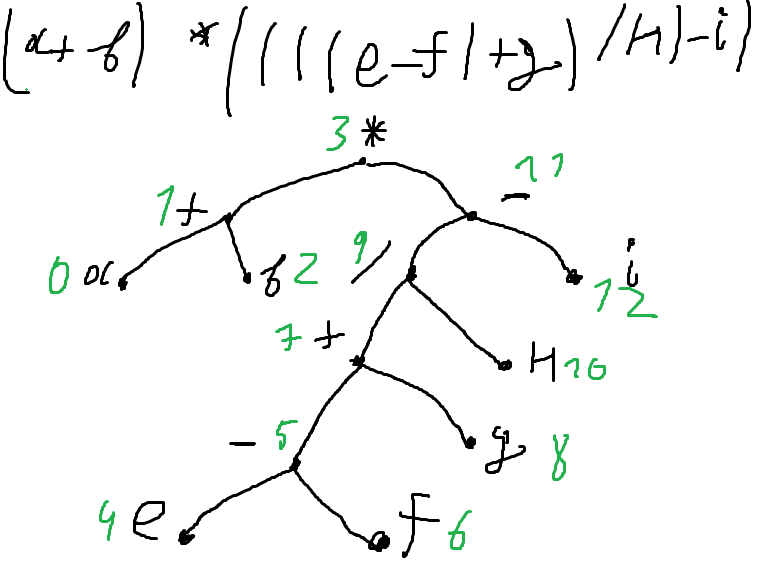 (a+b) *((((e-f)+g)/H)-i)
3 *
- 11
1 +
0 a
b 2
9 /
i
12
7 +
H 10
- 5
g 8
4 e
f 6